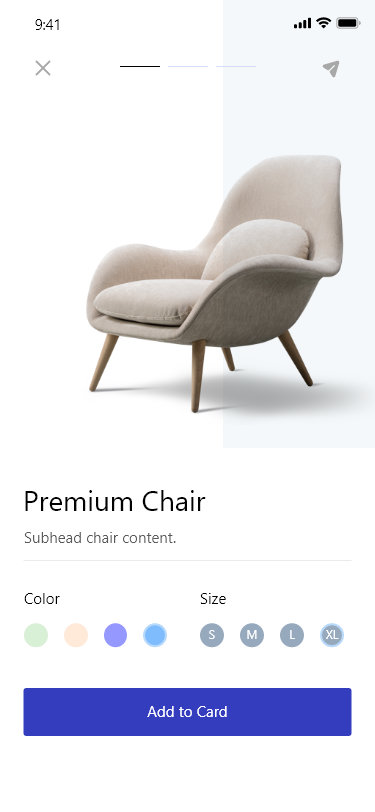 9:41
Premium Chair
Subhead chair content.
Color
Size
S M L XL
Add to Card